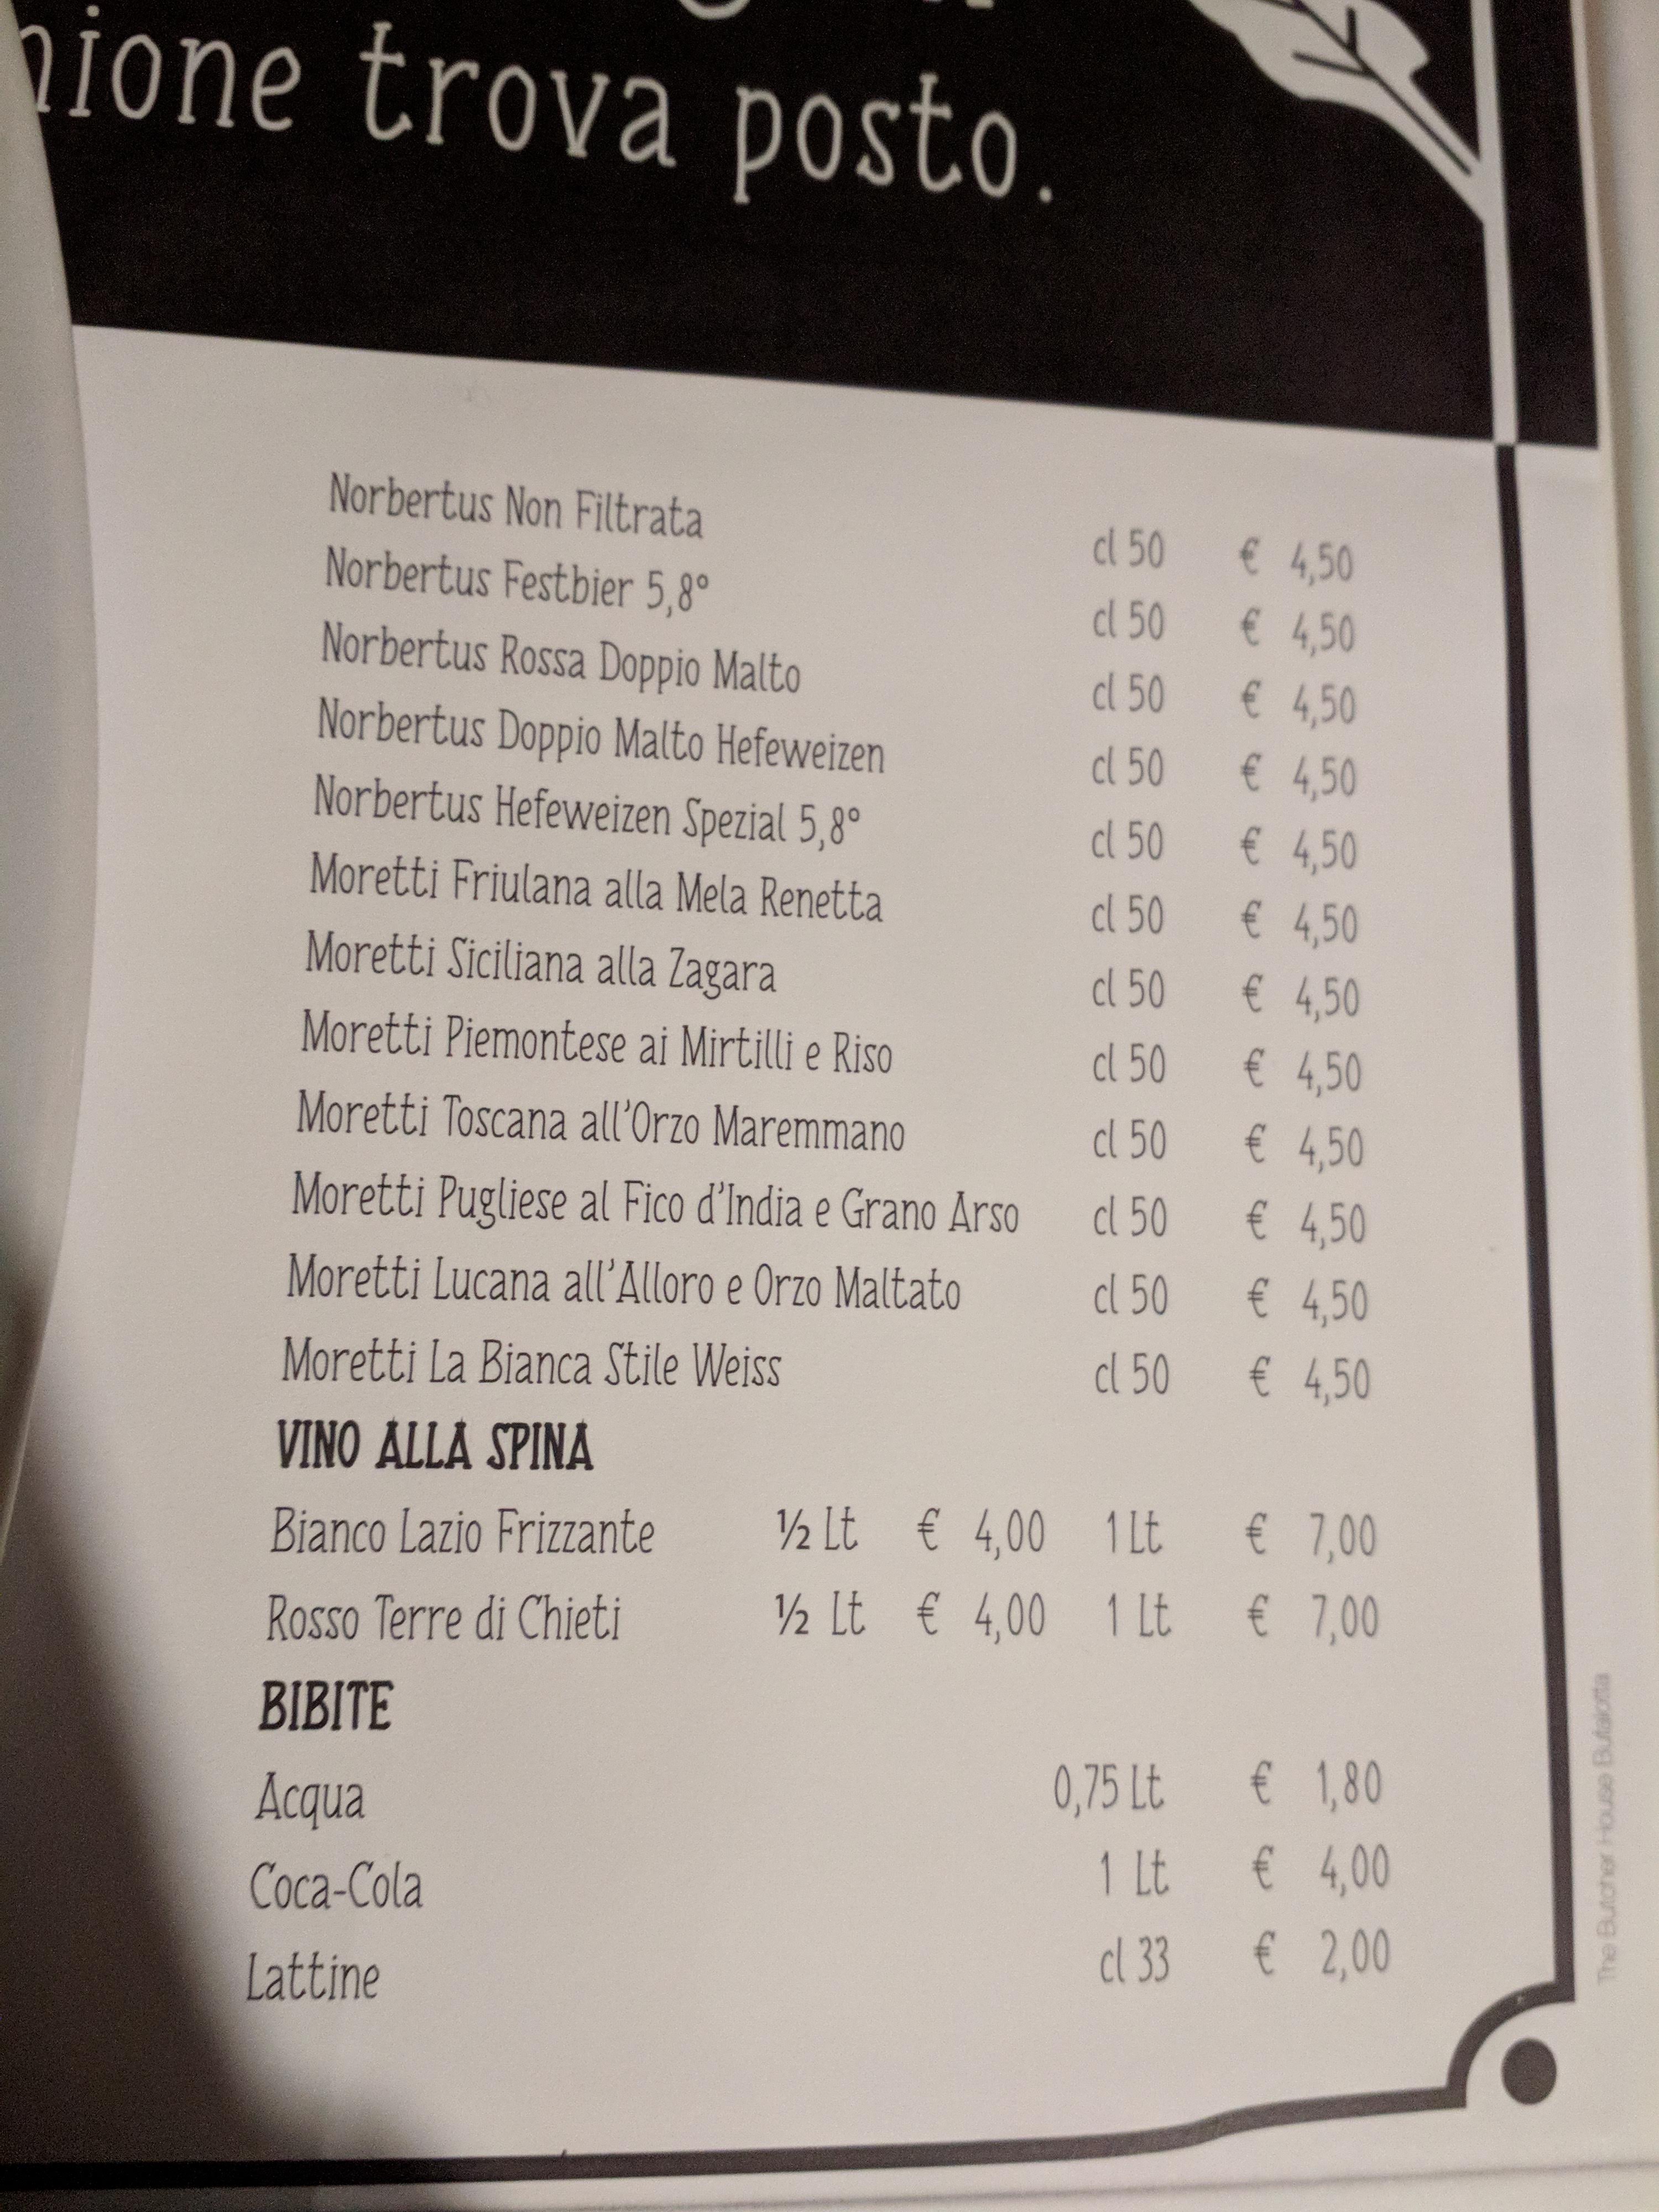 trova posto.
Norbertus Non Filtrata cl 50 € 4,50
Norbertus Festbier 5,8° cl 50 € 4,50
Norbertus Rossa Doppio Malto cl 50 € 4,50
Norbertus Doppio Malto Hefeweizen cl 50 € 4,50
Norbertus Hefeweizen Spezial 5,8° cl 50 € 4,50
Moretti Friulana alla Mela Renetta cl 50 € 4,50
Moretti Siciliana alla Zagara cl 50 € 4,50
Moretti Piemontese ai Mirtilli e Riso cl 50 € 4,50
Moretti Toscana all'Orzo Maremmano cl 50 € 4,50
Moretti Pugliese al Fico d'India e Grano Arso cl 50 € 4,50
Moretti Lucana all'Alloro e Orzo Maltato cl 50 € 4,50
Moretti La Bianca Stile Weiss cl 50 € 4,50
VINO ALLA SPINA
Bianco Lazio Frizzante ½ Lt € 4,00 1 Lt € 7,00
Rosso Terre di Chieti ½ Lt € 4,00 1 Lt € 7,00
BIBITE
Acqua 0,75 Lt € 1,80
Coca-Cola 1 Lt € 4,00
Lattine cl 33 € 2,00
The Butcher House Bufalotta